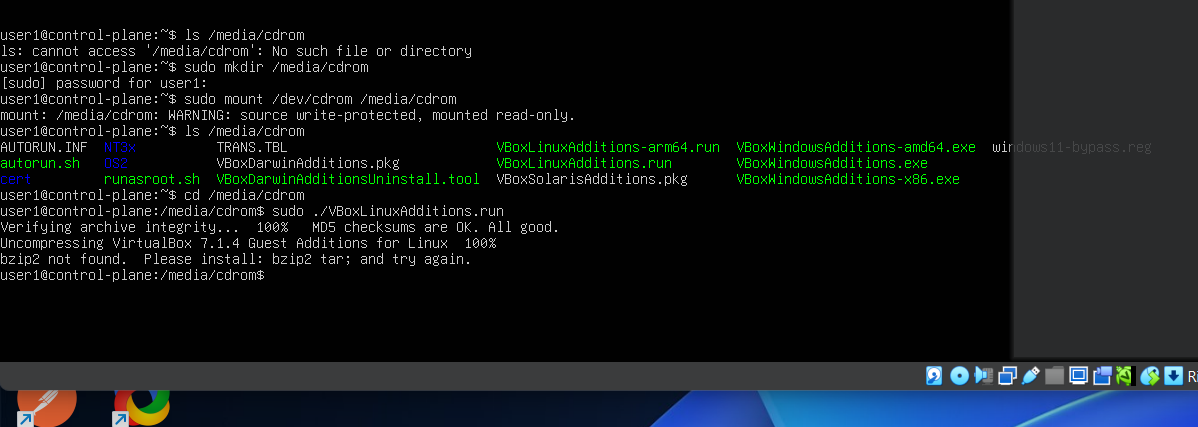 user1@control-plane:~$ ls /media/cdrom
ls: cannot access '/media/cdrom': No such file or directory
user1@control-plane:~$ sudo mkdir /media/cdrom
[sudo] password for user1:
user1@control-plane:~$ sudo mount /dev/cdrom /media/cdrom
mount: /media/cdrom: WARNING: source write-protected, mounted read-only.
user1@control-plane:~$ ls /media/cdrom
AUTORUN.INF  NT3x  TRANS.TBL  VBoxLinuxAdditions-arm64.run  VBoxWindowsAdditions-amd64.exe  windows11-bypass.reg
autorun.sh  OS2  VBoxDarwinAdditions.pkg  VBoxLinuxAdditions.run  VBoxWindowsAdditions.exe
cert  runasroot.sh  VBoxDarwinAdditionsUninstall.tool  VBoxSolarisAdditions.pkg  VBoxWindowsAdditions-x86.exe
user1@control-plane:~$ cd /media/cdrom
user1@control-plane:/media/cdrom$ sudo ./VBoxLinuxAdditions.run
Verifying archive integrity...  100%   MD5 checksums are OK. All good.
Uncompressing VirtualBox 7.1.4 Guest Additions for Linux  100%
bzip2 not found.  Please install: bzip2 tar; and try again.
user1@control-plane:/media/cdrom$